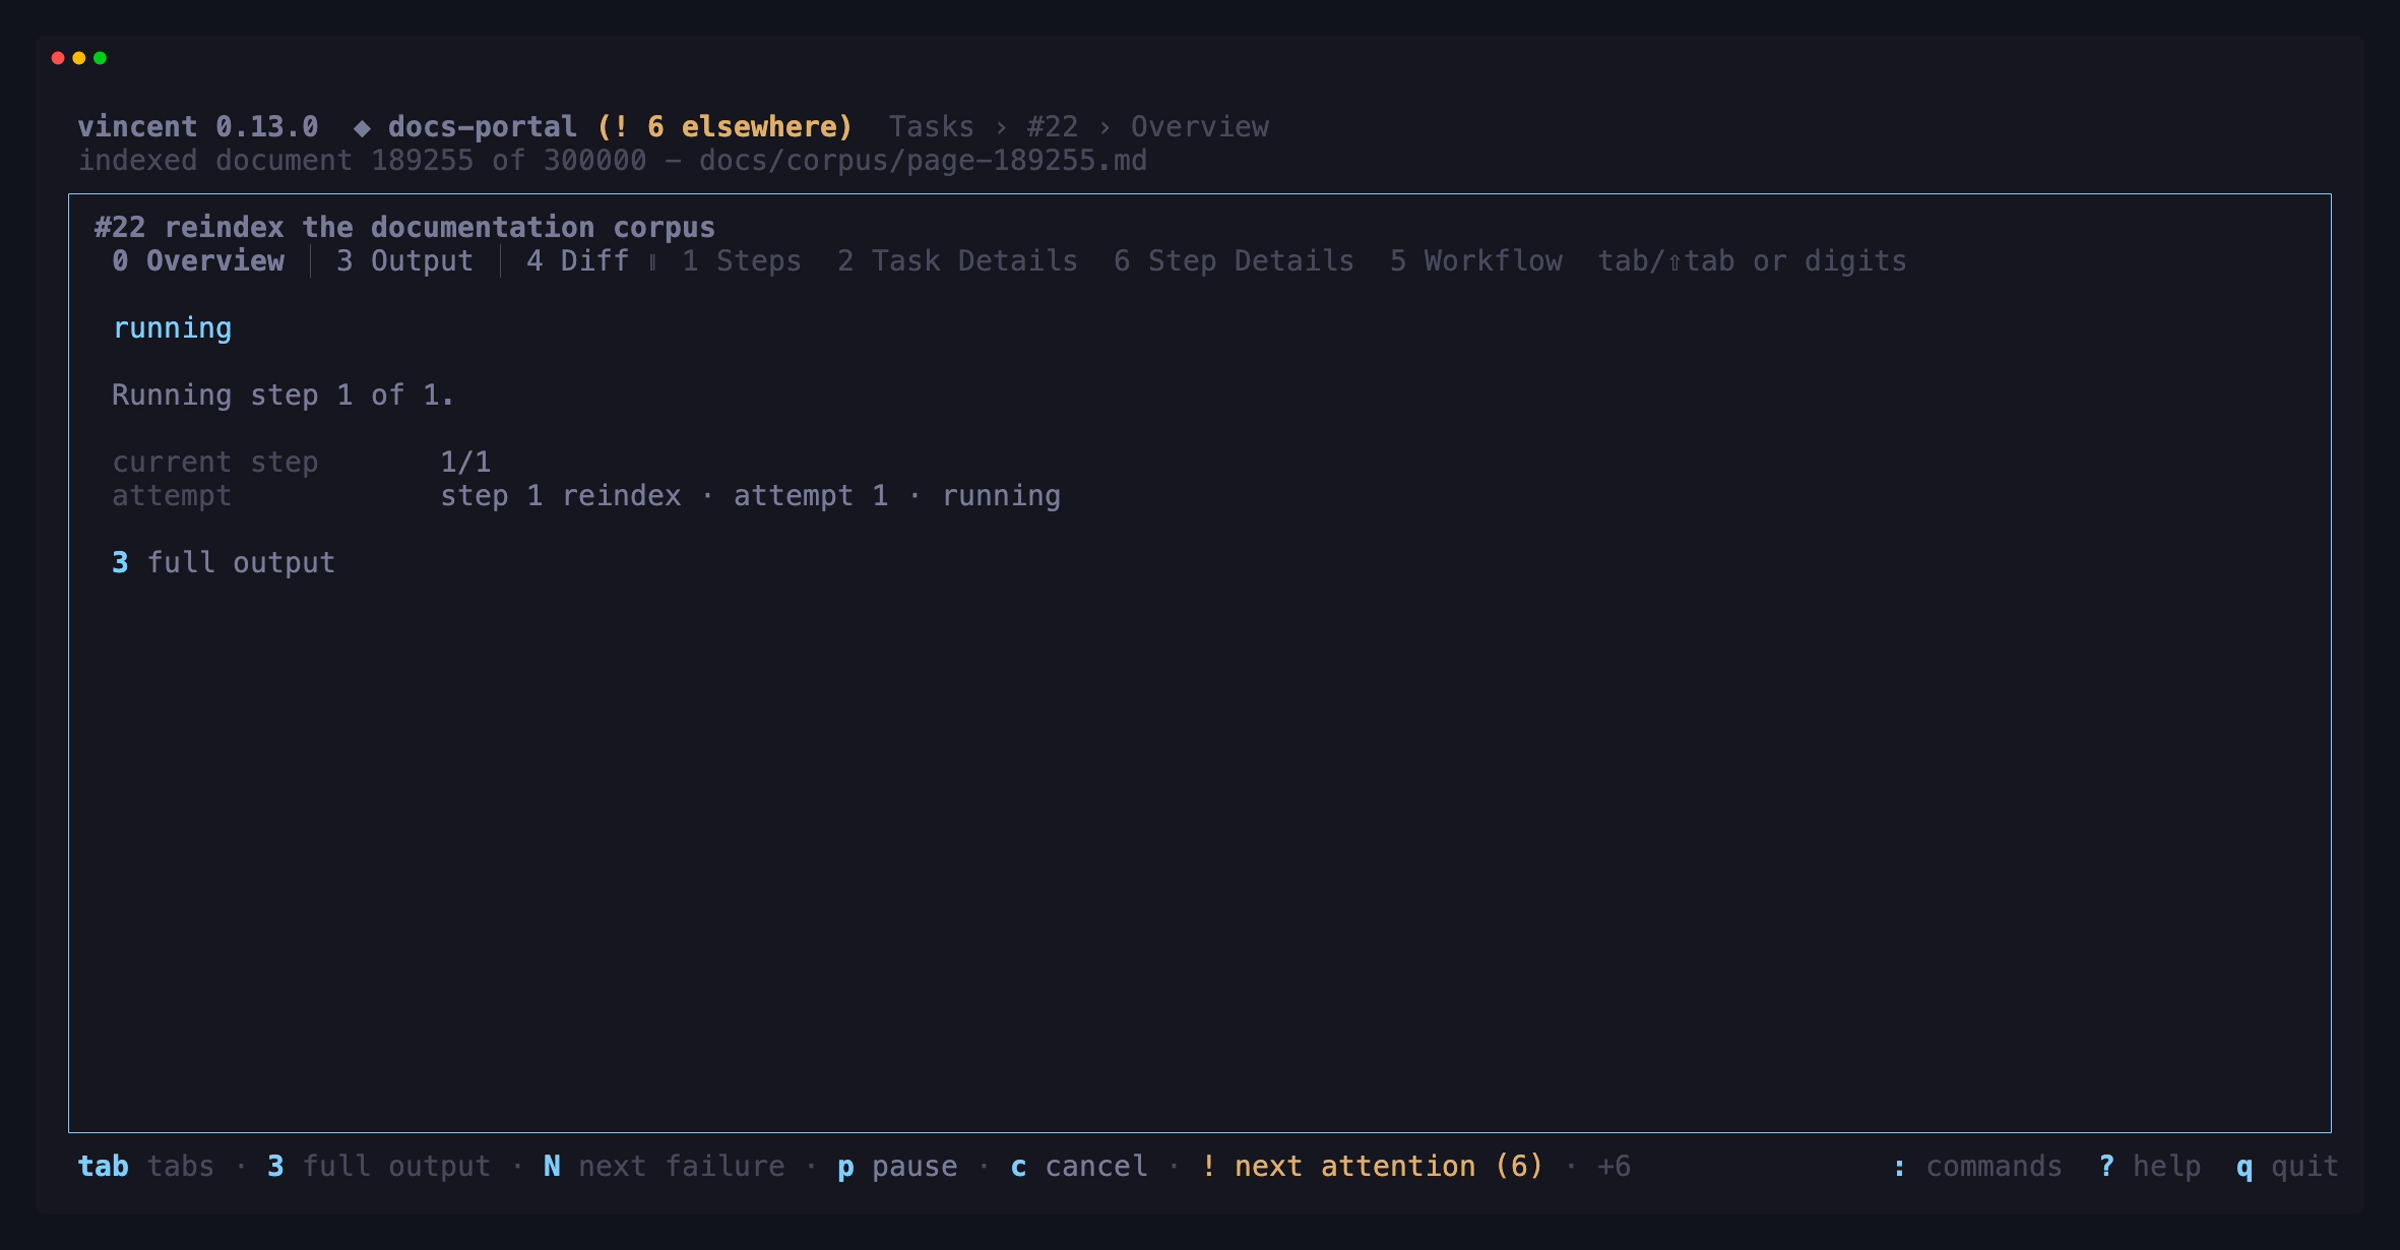 vincent 0.13.0 ◆ docs-portal (! 6 elsewhere) Tasks › #22 › Overview
indexed document 189255 of 300000 — docs/corpus/page-189255.md
#22 reindex the documentation corpus
0 Overview │ 3 Output │ 4 Diff ‖ 1 Steps 2 Task Details 6 Step Details 5 Workflow tab/⇧tab or digits
running
Running step 1 of 1.
current step 1/1
attempt step 1 reindex · attempt 1 · running
3 full output
tab tabs · 3 full output · N next failure · p pause · c cancel · ! next attention (6) · +6 : commands ? help q quit